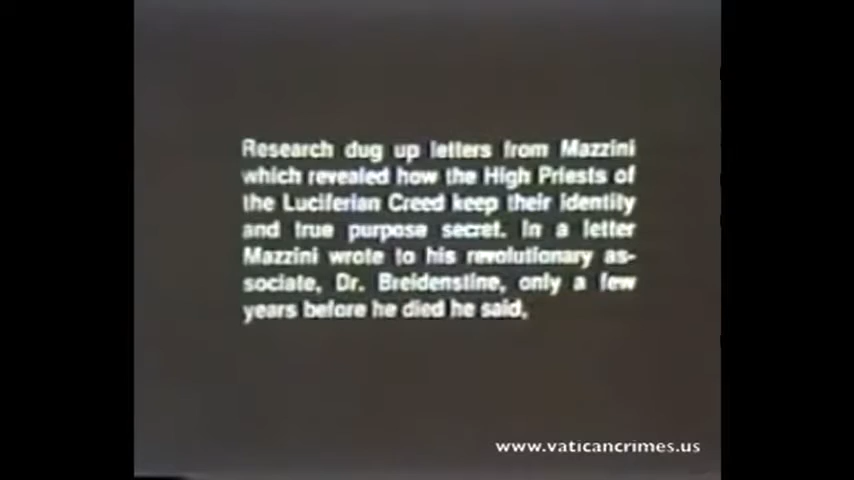 Research dug up letters from Mazzini
which revealed how the High Priests of
the Luciferian Creed keep their identity
and true purpose secret. In a letter
Mazzini wrote to his revolutionary as-
sociate, Dr. Breidenstine, only a few
years before he died he said,
www.vaticancrimes.us